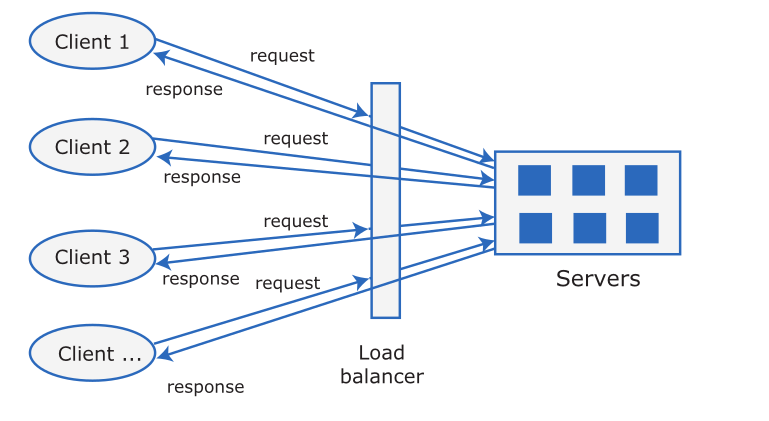 Client 1
request
response
Client 2
request
response
Client 3
request
response
request
Client ...
response
Load
balancer
Servers